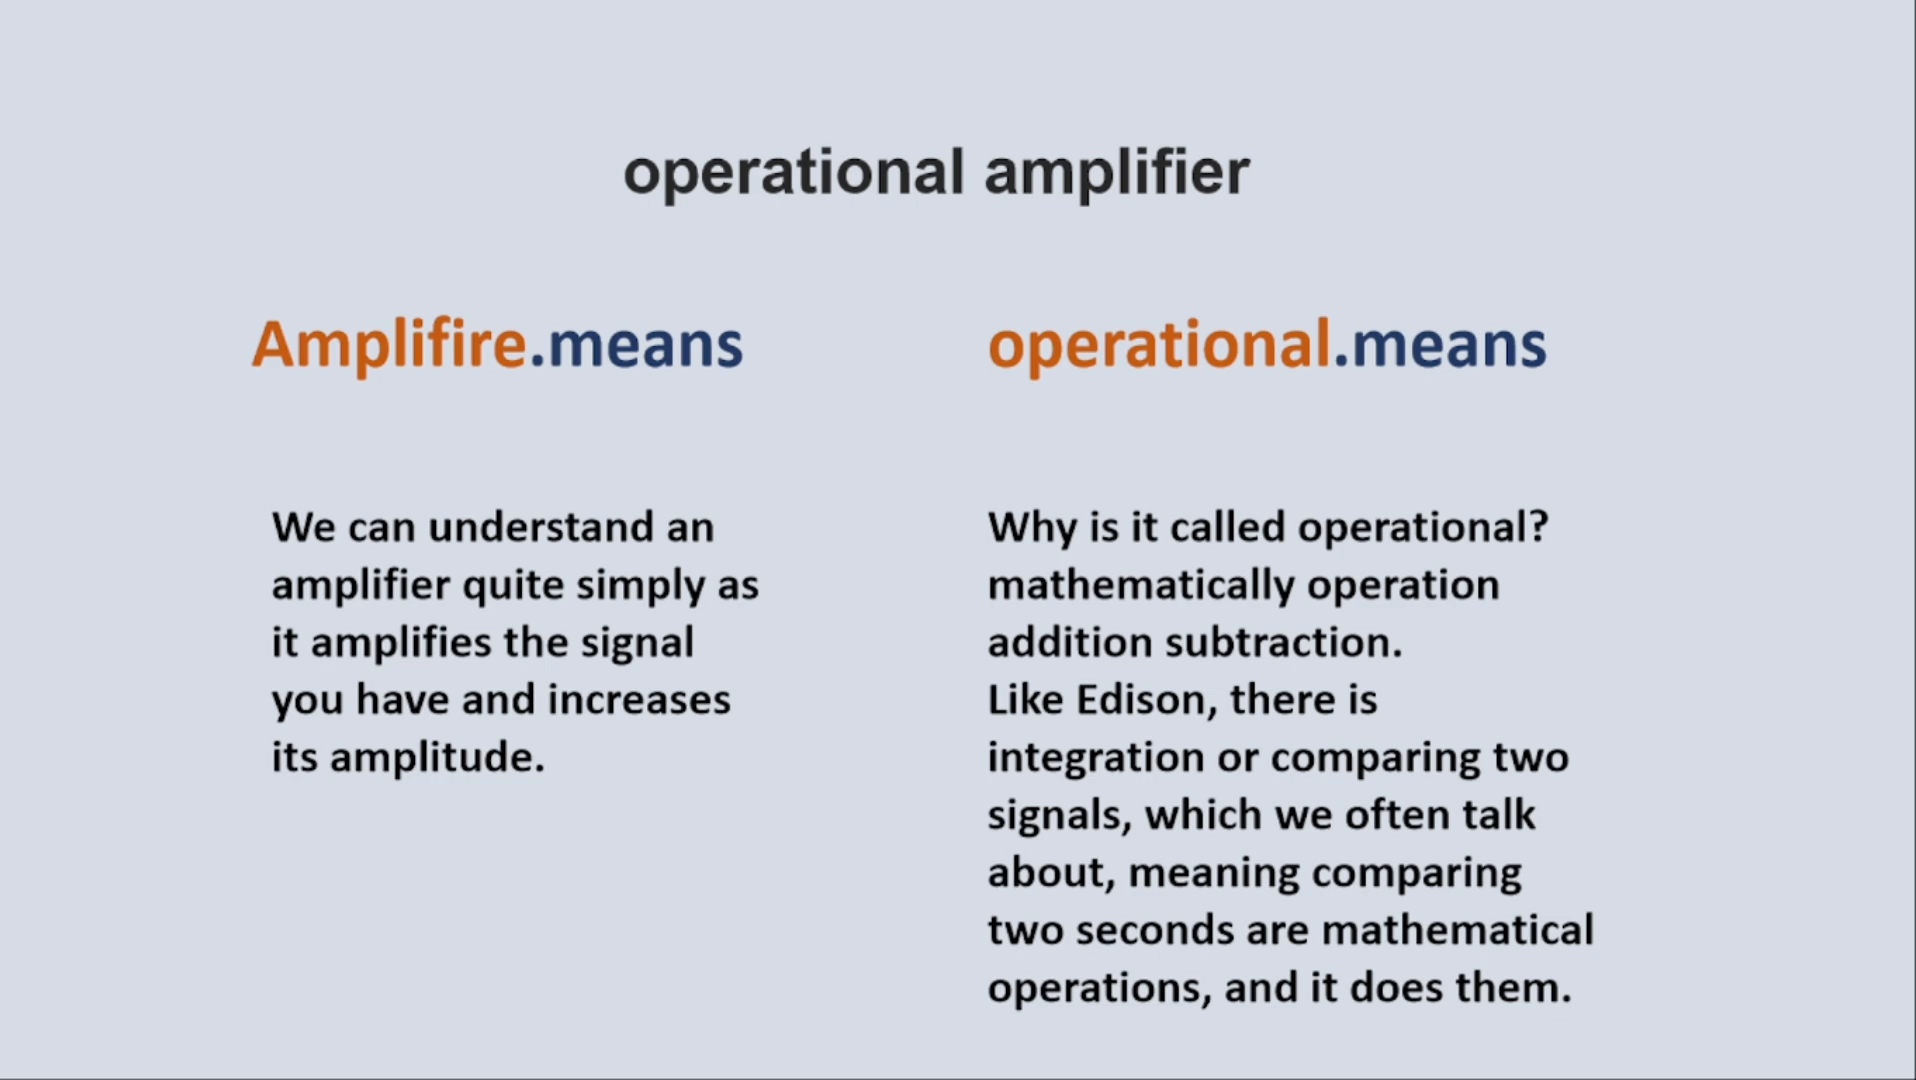 operational amplifier
Amplifire.means
We can understand an
amplifier quite simply as
it amplifies the signal
you have and increases
its amplitude.
operational.means
Why is it called operational?
mathematically operation
addition subtraction.
Like Edison, there is
integration or comparing two
signals, which we often talk
about, meaning comparing
two seconds are mathematical
operations, and it does them.